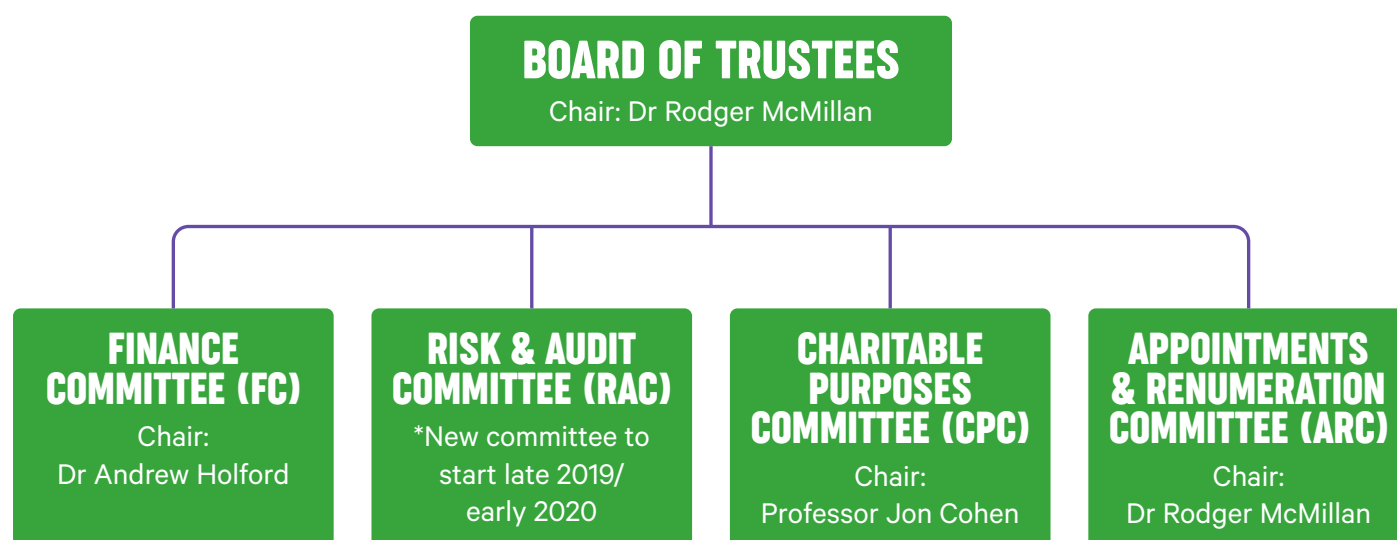 BOARD OF TRUSTEES
Chair: Dr Rodger McMillan
FINANCE
COMMITTEE (FC)
Chair:
Dr Andrew Holford
RISK & AUDIT
COMMITTEE (RAC)
*New committee to
start late 2019/
early 2020
CHARITABLE
PURPOSES
COMMITTEE (CPC)
Chair:
Professor Jon Cohen
APPOINTMENTS
& RENUMERATION
COMMITTEE (ARC)
Chair:
Dr Rodger McMillan